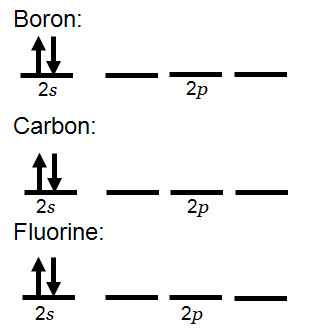 Boron:
2s 2p
Carbon:
2s 2p
Fluorine:
2s 2p